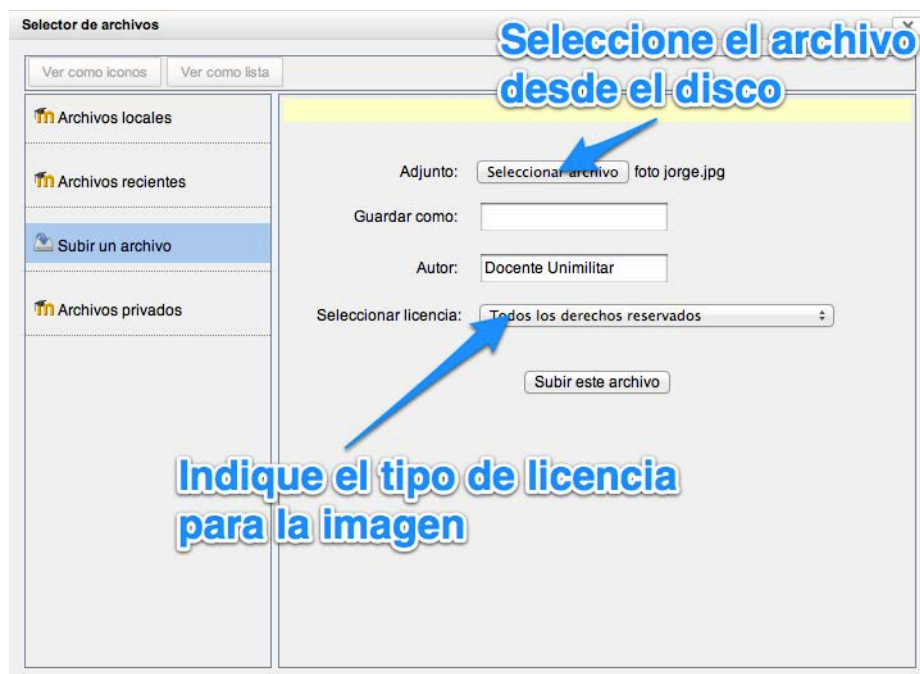 Selector de archivos
Seleccione el archivo
desde el disco
Ver como iconos
Ver como lista
Archivos locales
Archivos recientes
Subir un archivo
Archivos privados
Adjunto:
Seleccionar archivo
foto jorge.jpg
Guardar como:
Autor:
Docente Unimilitar
Seleccionar licencia:
Todos los derechos reservados
Subir este archivo
Indique el tipo de licencia
para la imagen